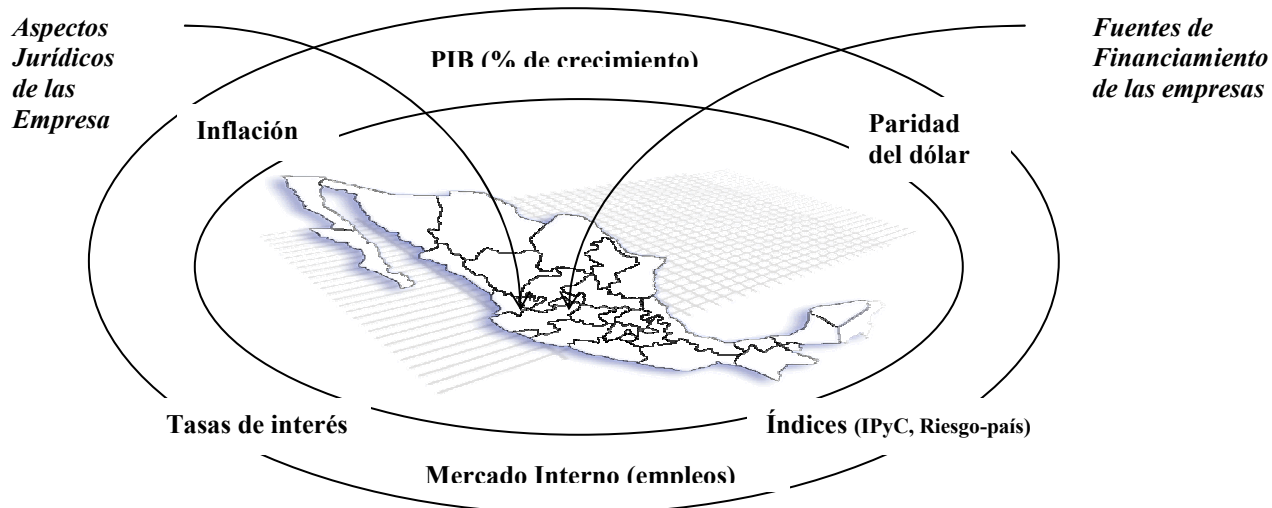 Aspectos
Jurídicos
de las
Empresa
PIB (% de crecimiento)
Fuentes de
Financiamiento
de las empresas
Inflación
Paridad
del dólar
Tasas de interés
Índices (IPyC, Riesgo-país)
Mercado Interno (empleos)